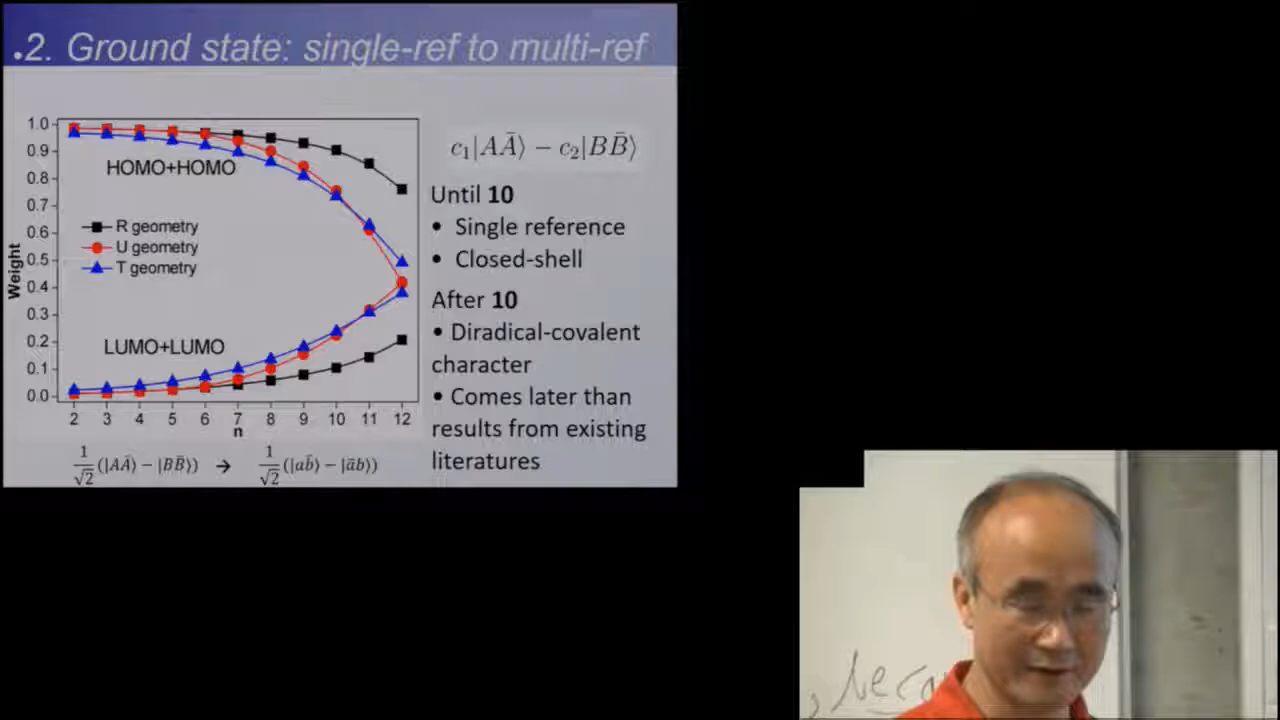 .2. Ground state: single-ref to multi-ref
1.0
0.9
0.8
0.7
0.6
0.5
0.4
0.3
0.2
0.1
0.0
Weight
HOMO+HOMO
R geometry
U geometry
T geometry
LUMO+LUMO
2 3 4 5 6 7 8 9 10 11 12
n
1/√2 (|AĀ⟩ − |BB̄⟩) → 1/√2 (|ab̄⟩ − |āb⟩)
c₁|AĀ⟩ − c₂|BB̄⟩
Until 10
• Single reference
• Closed-shell
After 10
• Diradical-covalent
character
• Comes later than
results from existing
literatures